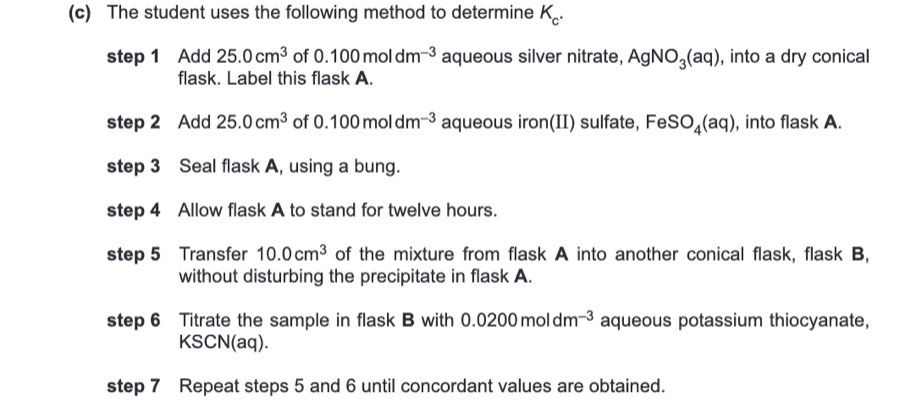 (c) The student uses the following method to determine K꜀.
step 1 Add 25.0 cm³ of 0.100 mol dm⁻³ aqueous silver nitrate, AgNO₃(aq), into a dry conical
flask. Label this flask A.
step 2 Add 25.0 cm³ of 0.100 mol dm⁻³ aqueous iron(II) sulfate, FeSO₄(aq), into flask A.
step 3 Seal flask A, using a bung.
step 4 Allow flask A to stand for twelve hours.
step 5 Transfer 10.0 cm³ of the mixture from flask A into another conical flask, flask B,
without disturbing the precipitate in flask A.
step 6 Titrate the sample in flask B with 0.0200 mol dm⁻³ aqueous potassium thiocyanate,
KSCN(aq).
step 7 Repeat steps 5 and 6 until concordant values are obtained.